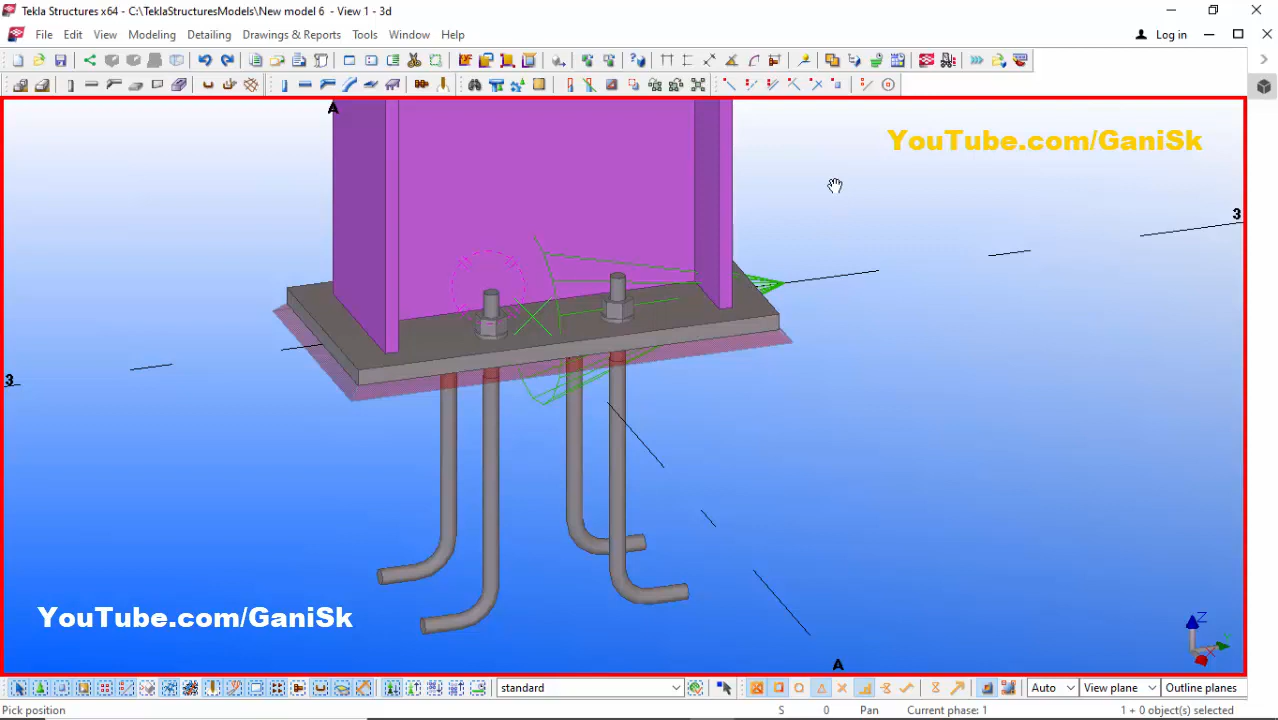 Tekla Structures x64 - C:\TeklaStructuresModels\New model 6 - View 1 - 3d
File Edit View Modeling Detailing Drawings & Reports Tools Window Help Log in
A
YouTube.com/GaniSk
3
3
YouTube.com/GaniSk
Z
A
standard Auto View plane Outline planes
Pick position S 0 Pan Current phase: 1 1 + 0 object(s) selected